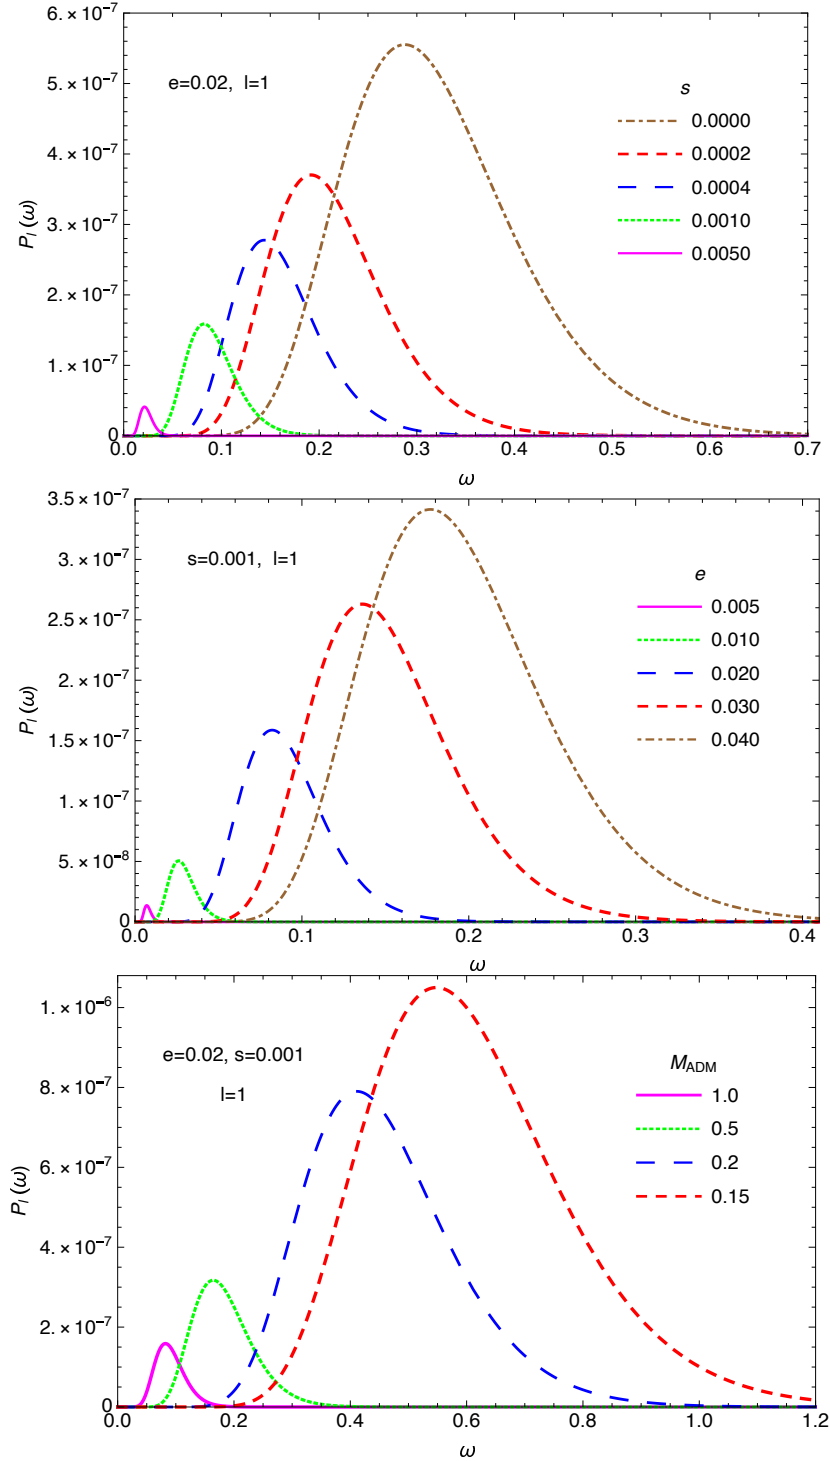 6. × 10⁻⁷
5. × 10⁻⁷
4. × 10⁻⁷
3. × 10⁻⁷
2. × 10⁻⁷
1. × 10⁻⁷
0
P_l (ω)
e=0.02, l=1
s
0.0000
0.0002
0.0004
0.0010
0.0050
0.0 0.1 0.2 0.3 0.4 0.5 0.6 0.7
ω
3.5 × 10⁻⁷
3. × 10⁻⁷
2.5 × 10⁻⁷
2. × 10⁻⁷
1.5 × 10⁻⁷
1. × 10⁻⁷
5. × 10⁻⁸
0
P_l (ω)
s=0.001, l=1
e
0.005
0.010
0.020
0.030
0.040
0.0 0.1 0.2 0.3 0.4
ω
1. × 10⁻⁶
8. × 10⁻⁷
6. × 10⁻⁷
4. × 10⁻⁷
2. × 10⁻⁷
0
P_l (ω)
e=0.02, s=0.001
l=1
M_ADM
1.0
0.5
0.2
0.15
0.0 0.2 0.4 0.6 0.8 1.0 1.2
ω